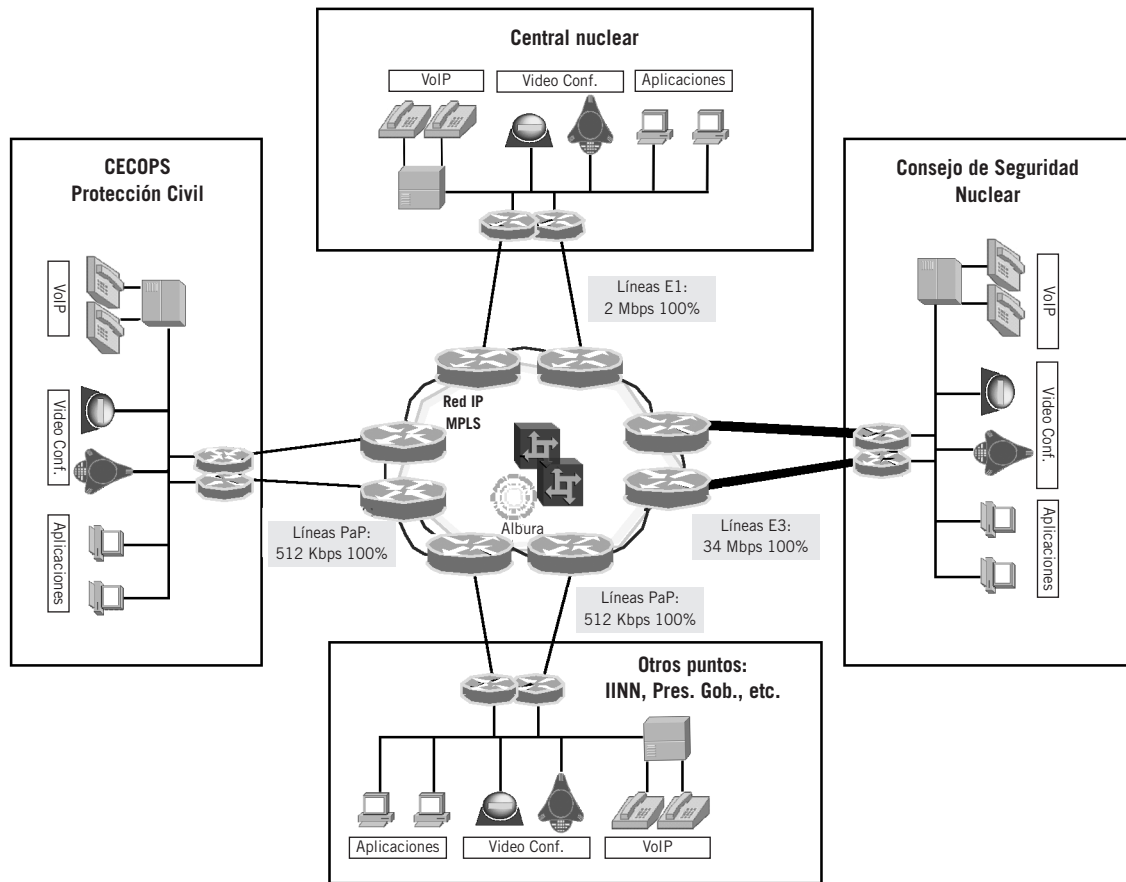 Central nuclear
VoIP
Video Conf.
Aplicaciones
CECOPS
Protección Civil
VoIP
Video Conf.
Aplicaciones
Consejo de Seguridad
Nuclear
VoIP
Video Conf.
Aplicaciones
Líneas E1:
2 Mbps 100%
Red IP
MPLS
Albura
Líneas PaP:
512 Kbps 100%
Líneas E3:
34 Mbps 100%
Líneas PaP:
512 Kbps 100%
Otros puntos:
IINN, Pres. Gob., etc.
Aplicaciones
Video Conf.
VoIP